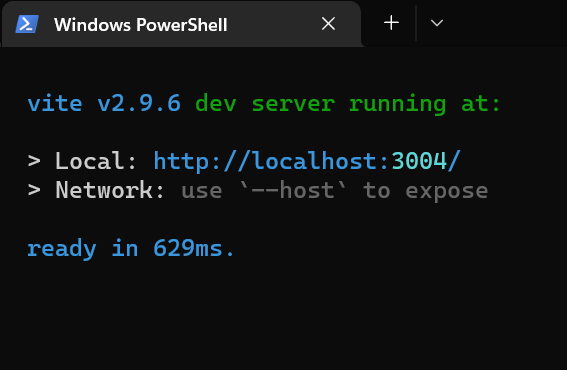 Windows PowerShell
vite v2.9.6 dev server running at:
> Local: http://localhost:3004/
> Network: use `--host` to expose
ready in 629ms.